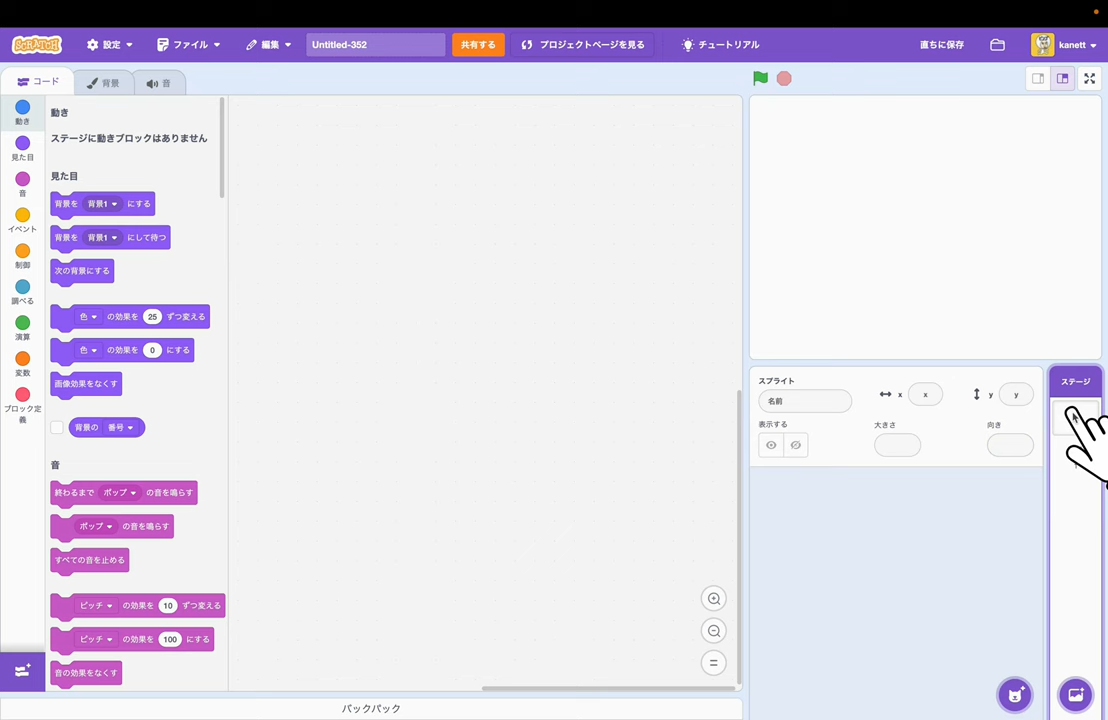 SCRATCH
設定
ファイル
編集
Untitled-352
共有する
プロジェクトページを見る
チュートリアル
直ちに保存
kanett
コード
背景
音
動き
見た目
音
イベント
制御
調べる
演算
変数
ブロック定義
動き
ステージに動きブロックはありません
見た目
背景を 背景1 にする
背景を 背景1 にして待つ
次の背景にする
色 の効果を 25 ずつ変える
色 の効果を 0 にする
画像効果をなくす
背景の 番号
音
終わるまで ポップ の音を鳴らす
ポップ の音を鳴らす
すべての音を止める
ピッチ の効果を 10 ずつ変える
ピッチ の効果を 100 にする
音の効果をなくす
バックパック
スプライト
名前
x x
y y
表示する
大きさ
向き
ステージ